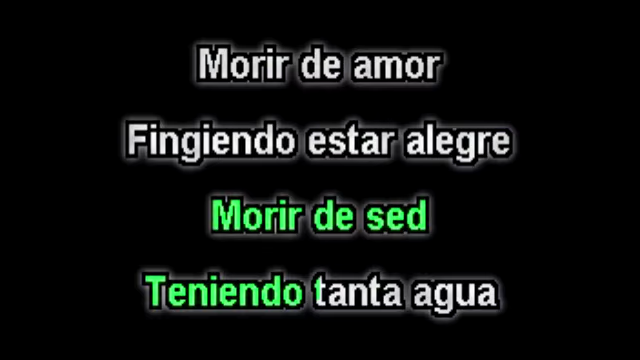 Morir de amor
Fingiendo estar alegre
Morir de sed
Teniendo tanta agua